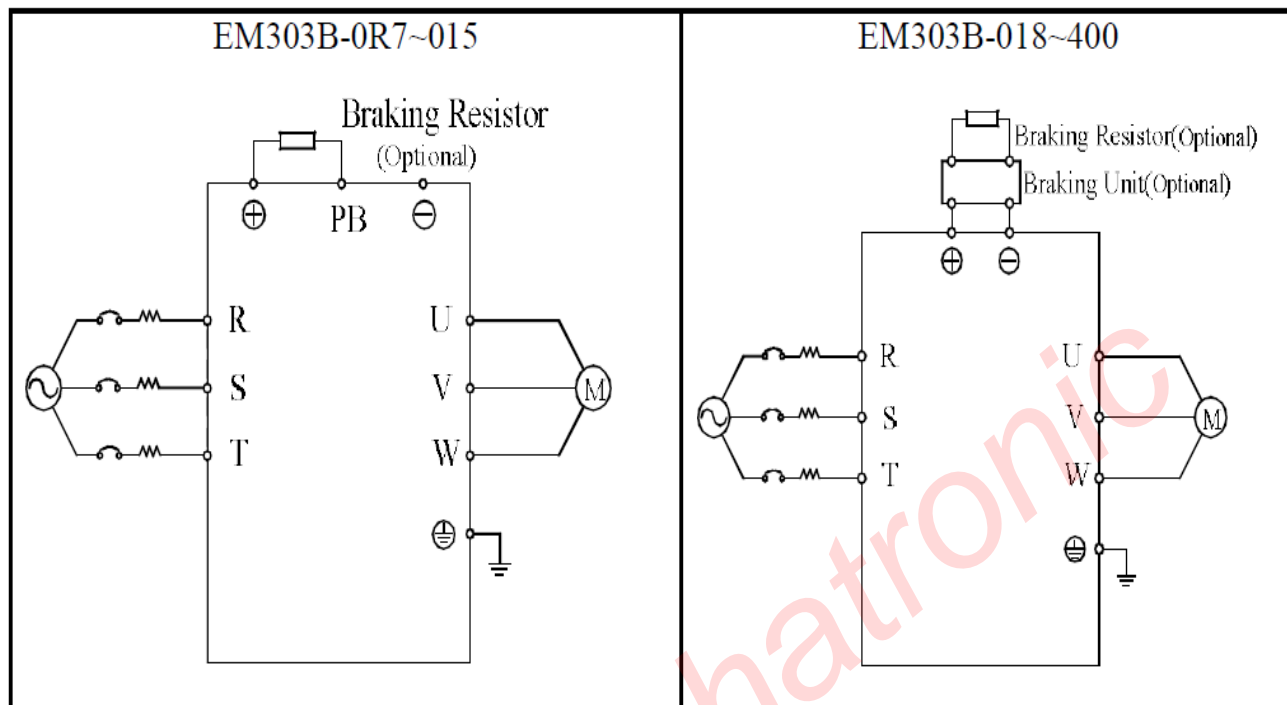 EM303B-0R7~015
Braking Resistor
(Optional)
⊕ PB ⊖
R U
S V M
T W
EM303B-018~400
Braking Resistor(Optional)
Braking Unit(Optional)
⊕ ⊖
R U
S V M
T W
hatronic